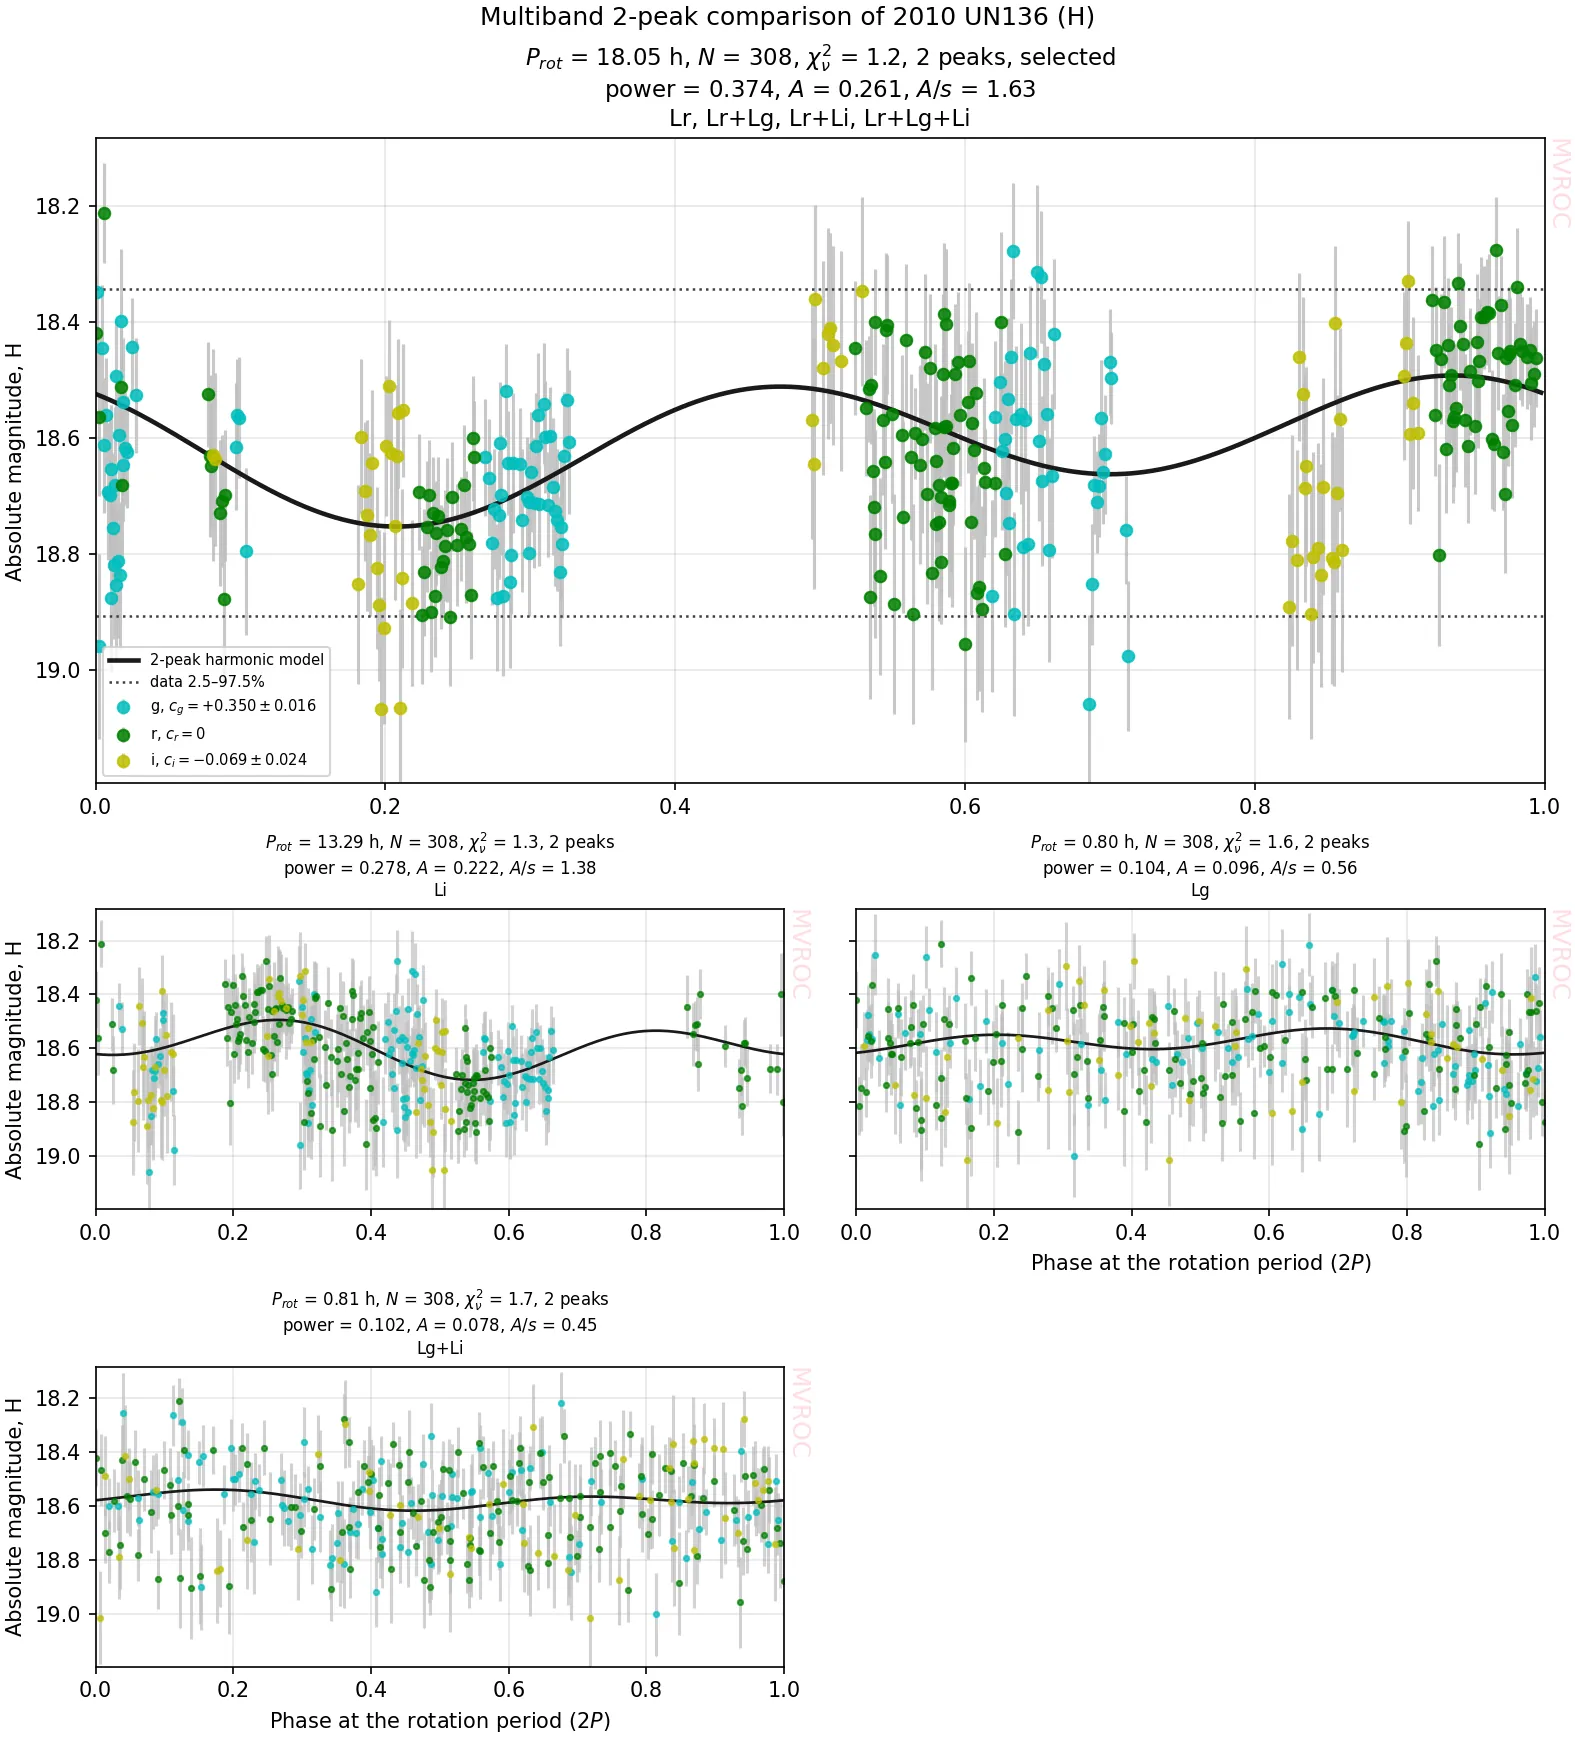 Multiband 2-peak comparison of 2010 UN136 (H)
P_rot = 18.05 h, N = 308, χ²_ν = 1.2, 2 peaks, selected
power = 0.374, A = 0.261, A/s = 1.63
Lr, Lr+Lg, Lr+Li, Lr+Lg+Li
MVROC
Absolute magnitude, H
18.2
18.4
18.6
18.8
19.0
2-peak harmonic model
data 2.5–97.5%
g, c_g = +0.350 ± 0.016
r, c_r = 0
i, c_i = −0.069 ± 0.024
0.0 0.2 0.4 0.6 0.8 1.0
P_rot = 13.29 h, N = 308, χ²_ν = 1.3, 2 peaks
power = 0.278, A = 0.222, A/s = 1.38
Li
MVROC
Absolute magnitude, H
18.2
18.4
18.6
18.8
19.0
0.0 0.2 0.4 0.6 0.8 1.0
P_rot = 0.80 h, N = 308, χ²_ν = 1.6, 2 peaks
power = 0.104, A = 0.096, A/s = 0.56
Lg
MVROC
0.0 0.2 0.4 0.6 0.8 1.0
Phase at the rotation period (2P)
P_rot = 0.81 h, N = 308, χ²_ν = 1.7, 2 peaks
power = 0.102, A = 0.078, A/s = 0.45
Lg+Li
MVROC
Absolute magnitude, H
18.2
18.4
18.6
18.8
19.0
0.0 0.2 0.4 0.6 0.8 1.0
Phase at the rotation period (2P)